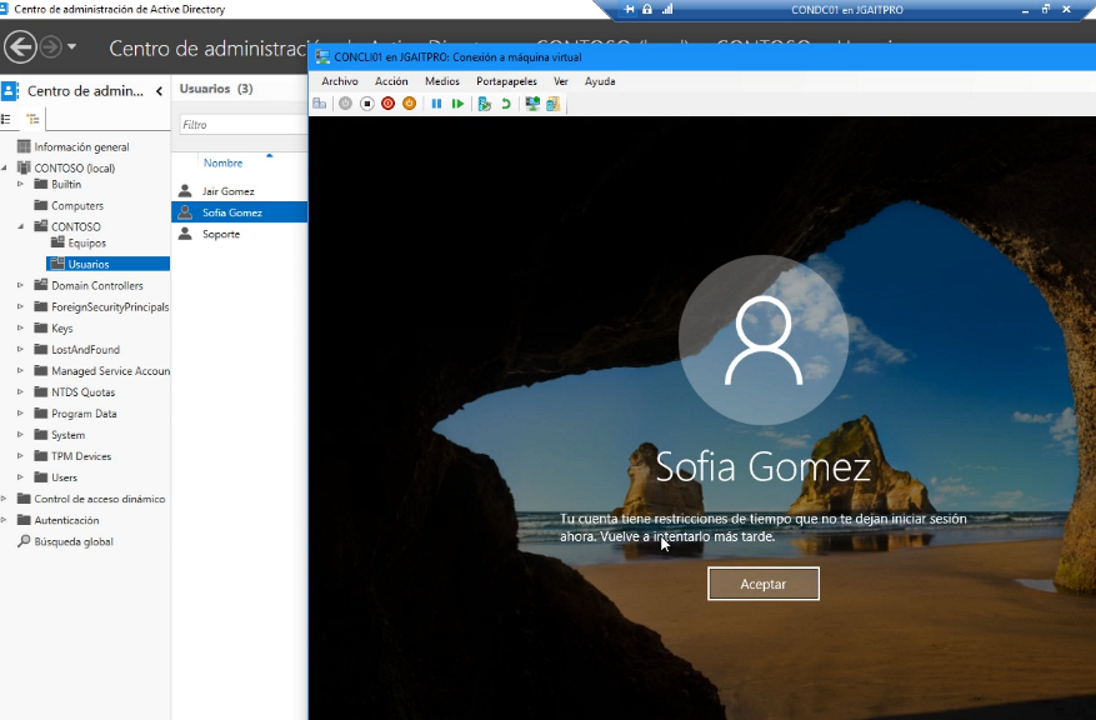 Centro de administración de Active Directory
CONDC01 en JGAITPRO
CONCLI01 en JGAITPRO: Conexión a máquina virtual
Archivo Acción Medios Portapapeles Ver Ayuda
Centro de admin...
Información general
CONTOSO (local)
Builtin
Computers
CONTOSO
Equipos
Usuarios
Domain Controllers
ForeignSecurityPrincipals
Keys
LostAndFound
Managed Service Accoun
NTDS Quotas
Program Data
System
TPM Devices
Users
Control de acceso dinámico
Autenticación
Búsqueda global
Usuarios (3)
Filtro
Nombre
Jair Gomez
Sofia Gomez
Soporte
Sofia Gomez
Tu cuenta tiene restricciones de tiempo que no te dejan iniciar sesión
ahora. Vuelve a intentarlo más tarde.
Aceptar